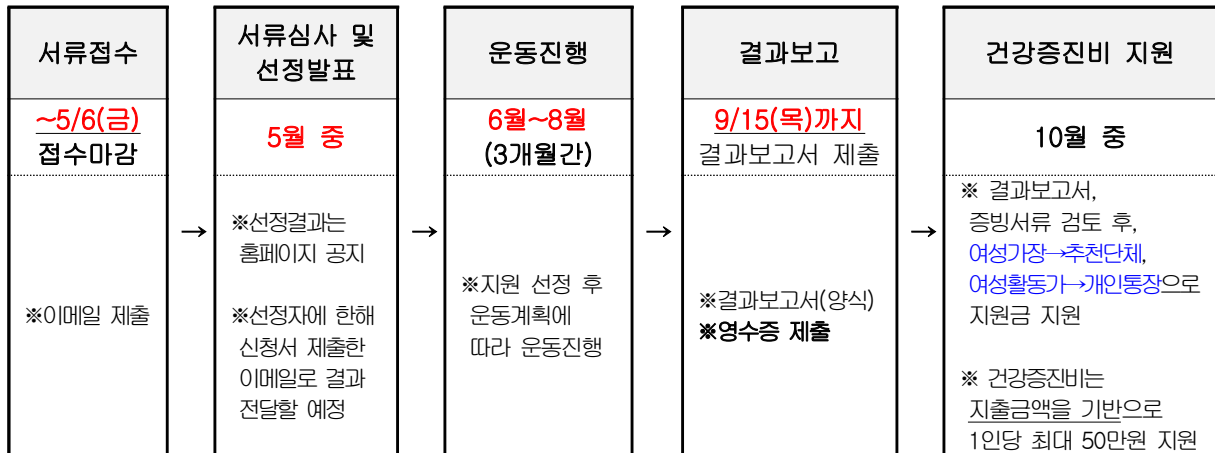 서류접수
~5/6(금)
접수마감
※이메일 제출
→
서류심사 및
선정발표
5월 중
※선정결과는
홈페이지 공지
※선정자에 한해
신청서 제출한
이메일로 결과
전달할 예정
→
운동진행
6월~8월
(3개월간)
※지원 선정 후
운동계획에
따라 운동진행
→
결과보고
9/15(목)까지
결과보고서 제출
※결과보고서(양식)
※영수증 제출
→
건강증진비 지원
10월 중
※ 결과보고서,
증빙서류 검토 후,
여성가장→추천단체,
여성활동가→개인통장으로
지원금 지원
※ 건강증진비는
지출금액을 기반으로
1인당 최대 50만원 지원